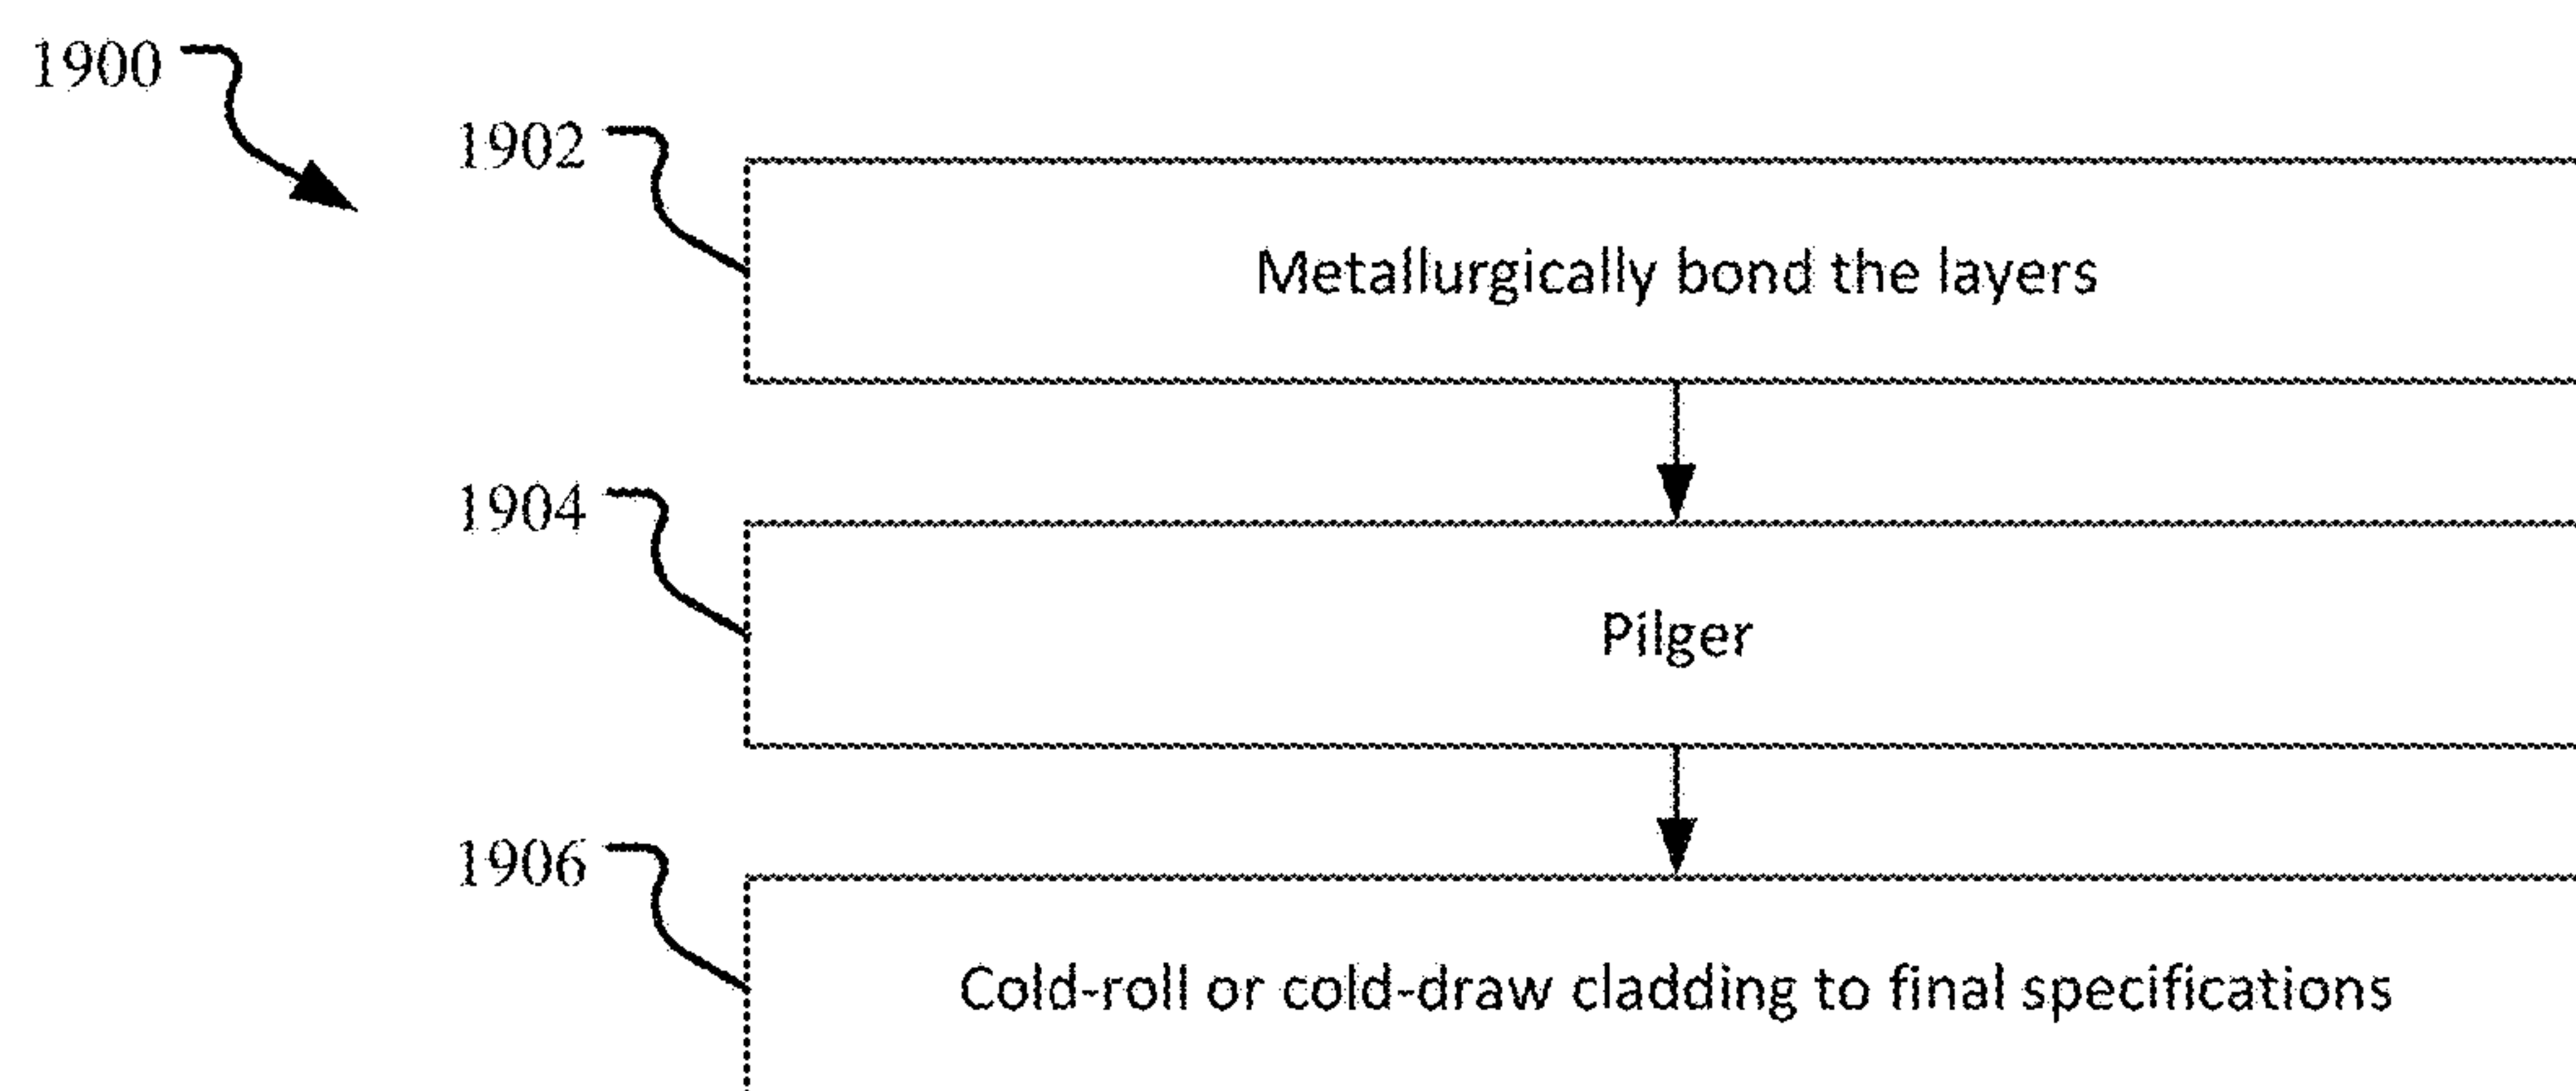 1900
1902
Metallurgically bond the layers
1904
Pilger
1906
Cold-roll or cold-draw cladding to final specifications